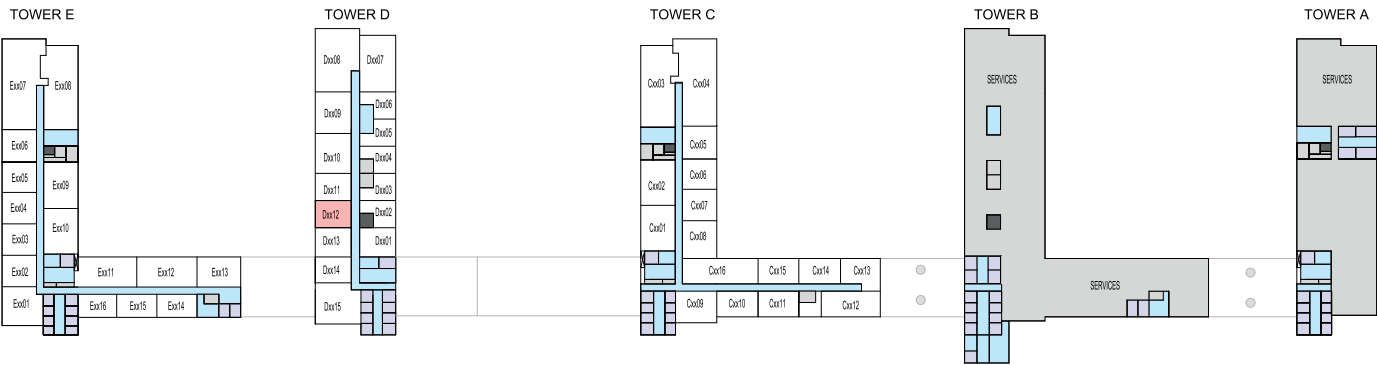 TOWER E
TOWER D
TOWER C
TOWER B
TOWER A
Exx07
Exx08
Exx06
Exx05
Exx09
Exx04
Exx10
Exx03
Exx02
Exx11
Exx12
Exx13
Exx01
Exx16
Exx15
Exx14
Dxx08
Dxx07
Dxx09
Dxx06
Dxx05
Dxx10
Dxx04
Dxx11
Dxx03
Dxx12
Dxx02
Dxx13
Dxx01
Dxx14
Dxx15
Cxx03
Cxx04
Cxx05
Cxx02
Cxx06
Cxx07
Cxx01
Cxx08
Cxx16
Cxx15
Cxx14
Cxx13
Cxx09
Cxx10
Cxx11
Cxx12
SERVICES
SERVICES
SERVICES